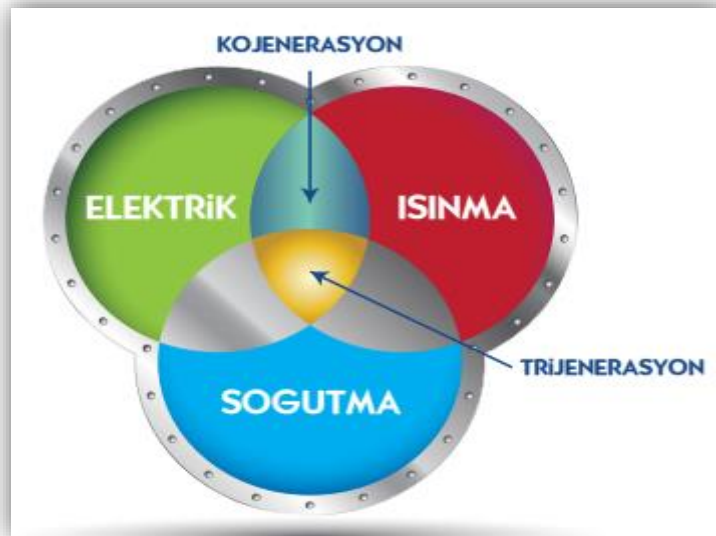 KOJENERASYON
ELEKTRiK
ISINMA
TRiJENERASYON
SOGUTMA